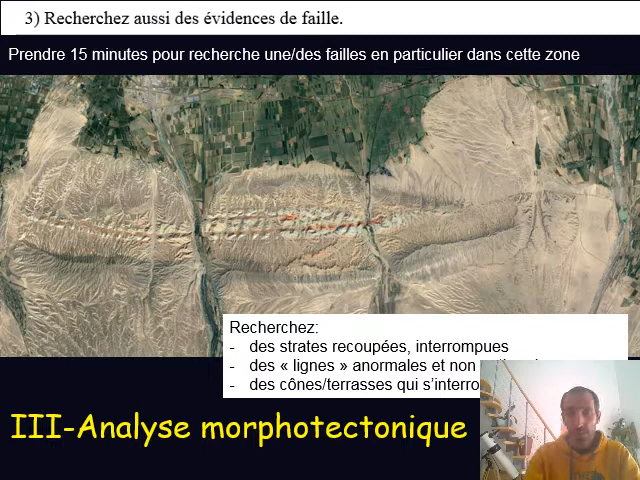 3) Recherchez aussi des évidences de faille.
Prendre 15 minutes pour recherche une/des failles en particulier dans cette zone
Recherchez:
- des strates recoupées, interrompues
- des « lignes » anormales et non
- des cônes/terrasses qui
III-Analyse morphotectonique